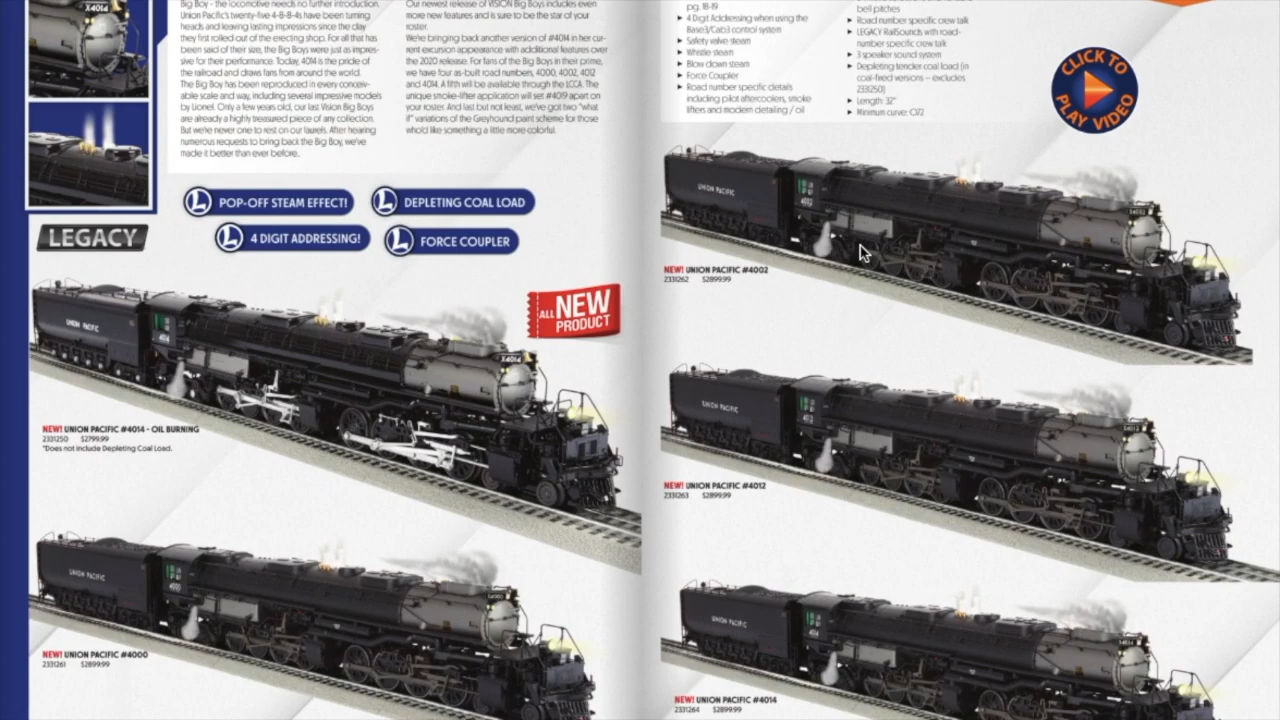 Big Boy - the locomotive needs no further introduction.
Union Pacific's twenty-five 4-8-8-4s have been turning
heads and leaving lasting impressions since the day
they first rolled out of the erecting shop. For all that has
been said of their size, the Big Boys were just as impres-
sive for their performance. Today, 4014 is the pride of
the railroad and draws fans from around the world.
The Big Boy has been reproduced in every conceiv-
able scale and way, including several impressive models
by Lionel. Only a few years old, our last Vision Big Boys
are already a highly treasured piece of any collection.
But we're never one to rest on our laurels. After hearing
numerous requests to bring back the Big Boy, we've
made it better than ever before.
Our newest release of VISION Big Boys includes even
more new features and is sure to be the star of your
roster.
We're bringing back another version of #4014 in her cur-
rent excursion appearance with additional features over
the 2020 release. For fans of the Big Boys in their prime,
we have four as-built road numbers, 4000, 4002, 4012
and 4014. A fifth will be available through the LCCA. The
unique smoke-lifter application will set #4019 apart on
your roster. And last but not least, we've got two "what
if" variations of the Greyhound paint scheme for those
who'd like something a little more colorful.
POP-OFF STEAM EFFECT!
DEPLETING COAL LOAD
4 DIGIT ADDRESSING!
FORCE COUPLER
LEGACY
ALL NEW
PRODUCT
X4014
UNION PACIFIC
4014
X4014
NEW! UNION PACIFIC #4014 - OIL BURNING
2331250 $2799.99
*Does not include Depleting Coal Load.
UNION PACIFIC
4000
NEW! UNION PACIFIC #4000
2331261 $2899.99
pg. 18-19
► 4 Digit Addressing when using the
Base3/Cab3 control system
► Safety valve steam
► Whistle steam
► Blow down steam
► Force Coupler
► Road number specific details
including pilot aftercoolers, smoke
lifters and modern detailing / oil
bell pitches
► Road number specific crew talk
► LEGACY RailSounds with road-
number specific crew talk
► 3 speaker sound system
► Depleting tender coal load (in
coal-fired versions – excludes
2331250)
► Length: 32"
► Minimum curve: O72
CLICK TO
PLAY VIDEO
UNION PACIFIC
4002
NEW! UNION PACIFIC #4002
2331262 $2899.99
UNION PACIFIC
4012
NEW! UNION PACIFIC #4012
2331263 $2899.99
UNION PACIFIC
4014
NEW! UNION PACIFIC #4014
2331264 $2899.99